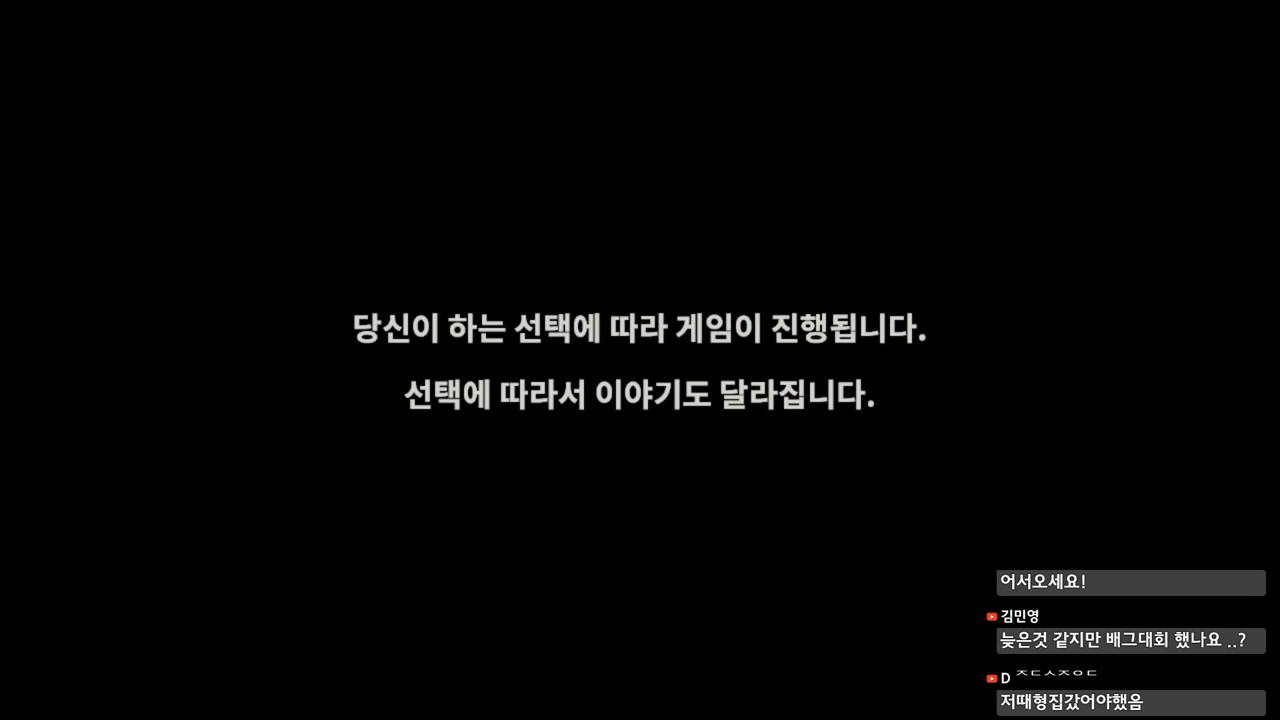 당신이 하는 선택에 따라 게임이 진행됩니다.
선택에 따라서 이야기도 달라집니다.
어서오세요!
김민영
늦은것 같지만 배그대회 했나요 ..?
D ᄌᄃᄉᄌᄋᄃ
저때형집갔어야했음